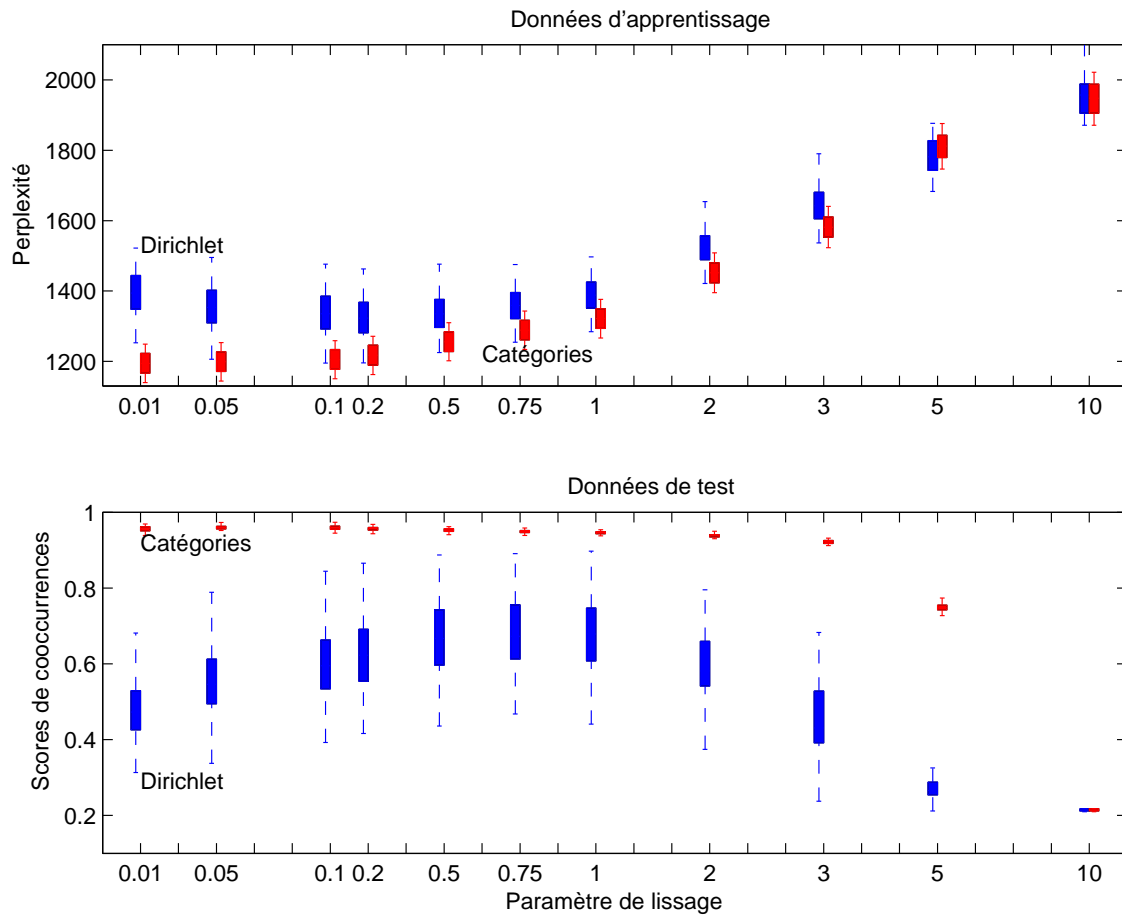 Données d'apprentissage
2000
1800
1600
1400
1200
Perplexité
Dirichlet
Catégories
0.01 0.05 0.1 0.2 0.5 0.75 1 2 3 5 10
Données de test
1
0.8
0.6
0.4
0.2
Scores de cooccurrences
Catégories
Dirichlet
0.01 0.05 0.1 0.2 0.5 0.75 1 2 3 5 10
Paramètre de lissage